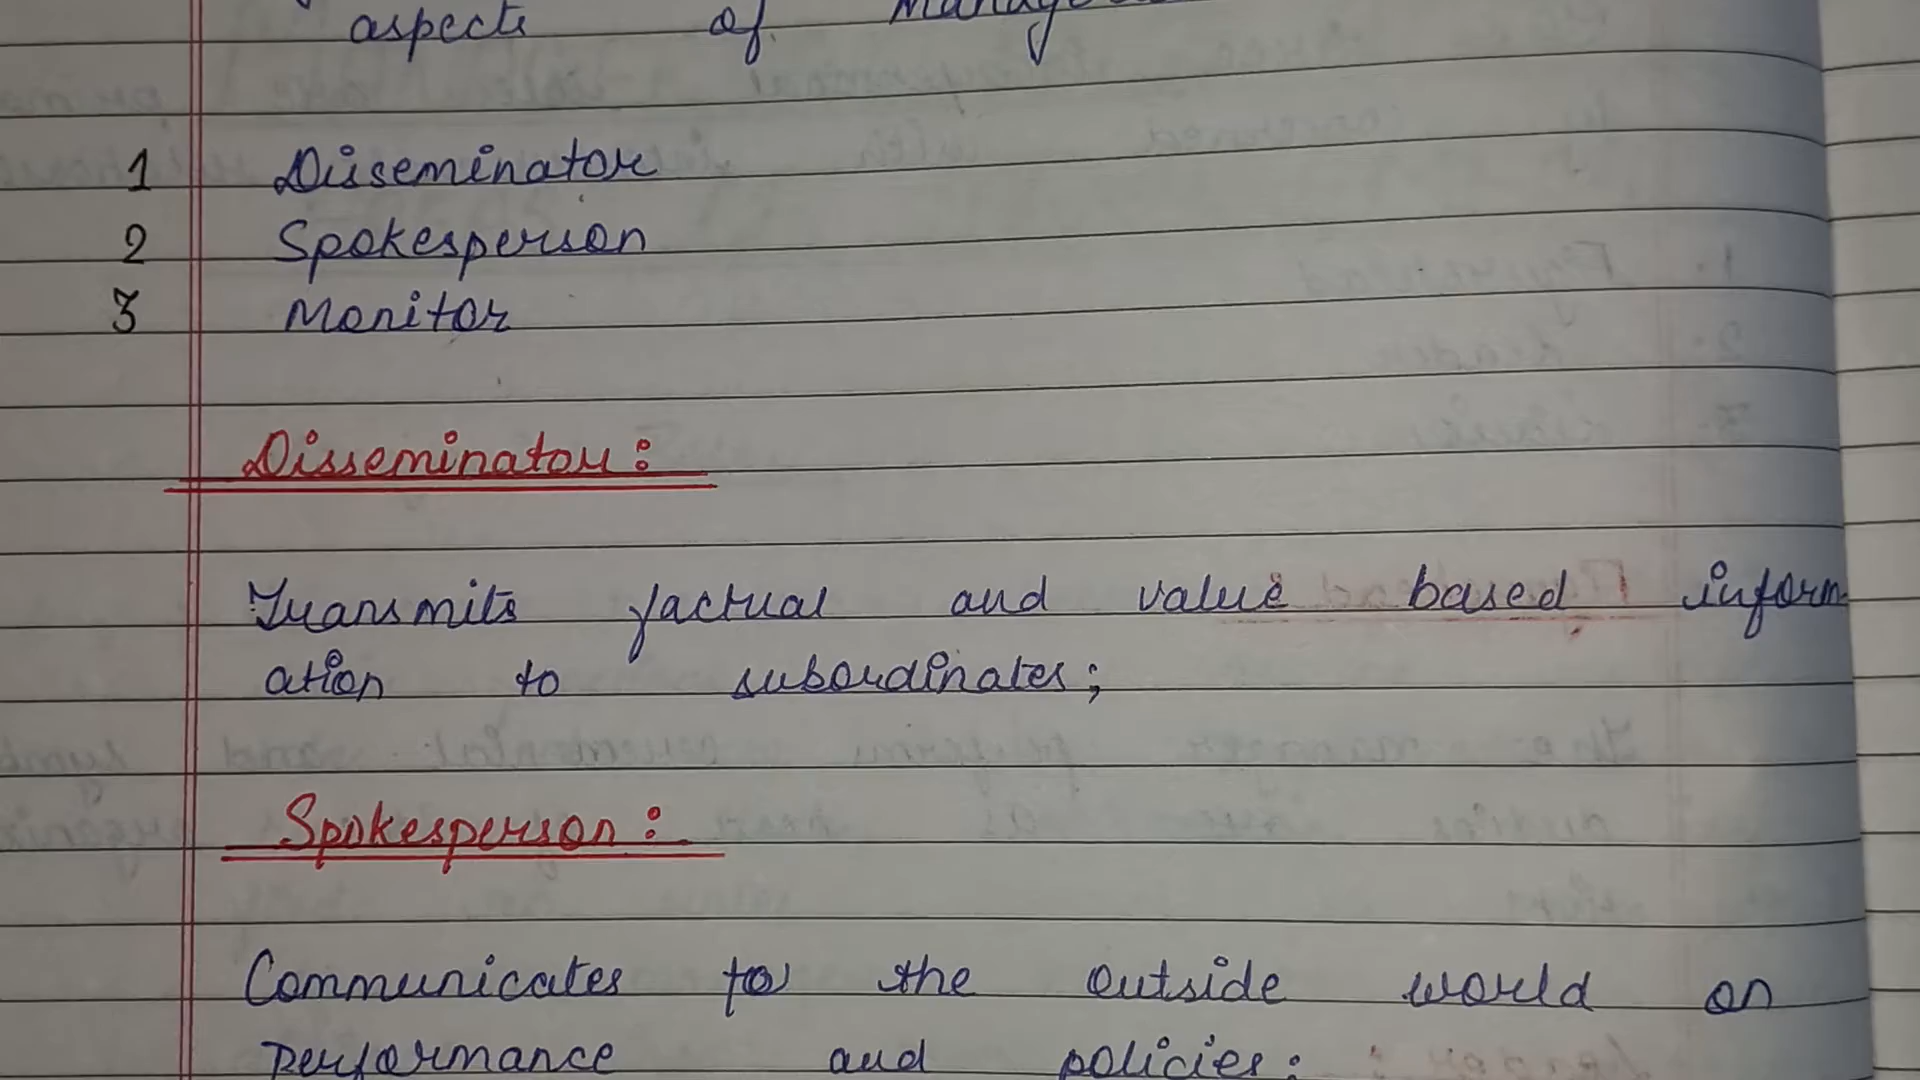 aspects of
1 Disseminator
2 Spokesperson
3 Monitor
Disseminator:
Transmits factual and value based inform
ation to subordinates;
Spokesperson:
Communicates to the outside world on
performance and policies;